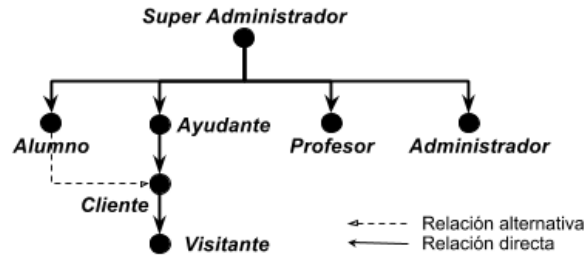 Super Administrador
Alumno
Ayudante
Profesor
Administrador
Cliente
Visitante
Relación alternativa
Relación directa